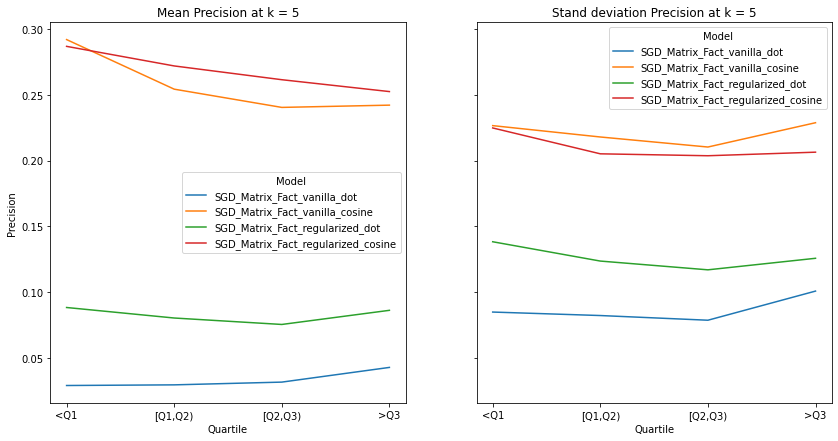 Mean Precision at k = 5
Precision
0.30
0.25
0.20
0.15
0.10
0.05
Model
SGD_Matrix_Fact_vanilla_dot
SGD_Matrix_Fact_vanilla_cosine
SGD_Matrix_Fact_regularized_dot
SGD_Matrix_Fact_regularized_cosine
<Q1
[Q1,Q2)
[Q2,Q3)
>Q3
Quartile
Stand deviation Precision at k = 5
Model
SGD_Matrix_Fact_vanilla_dot
SGD_Matrix_Fact_vanilla_cosine
SGD_Matrix_Fact_regularized_dot
SGD_Matrix_Fact_regularized_cosine
<Q1
[Q1,Q2)
[Q2,Q3)
>Q3
Quartile